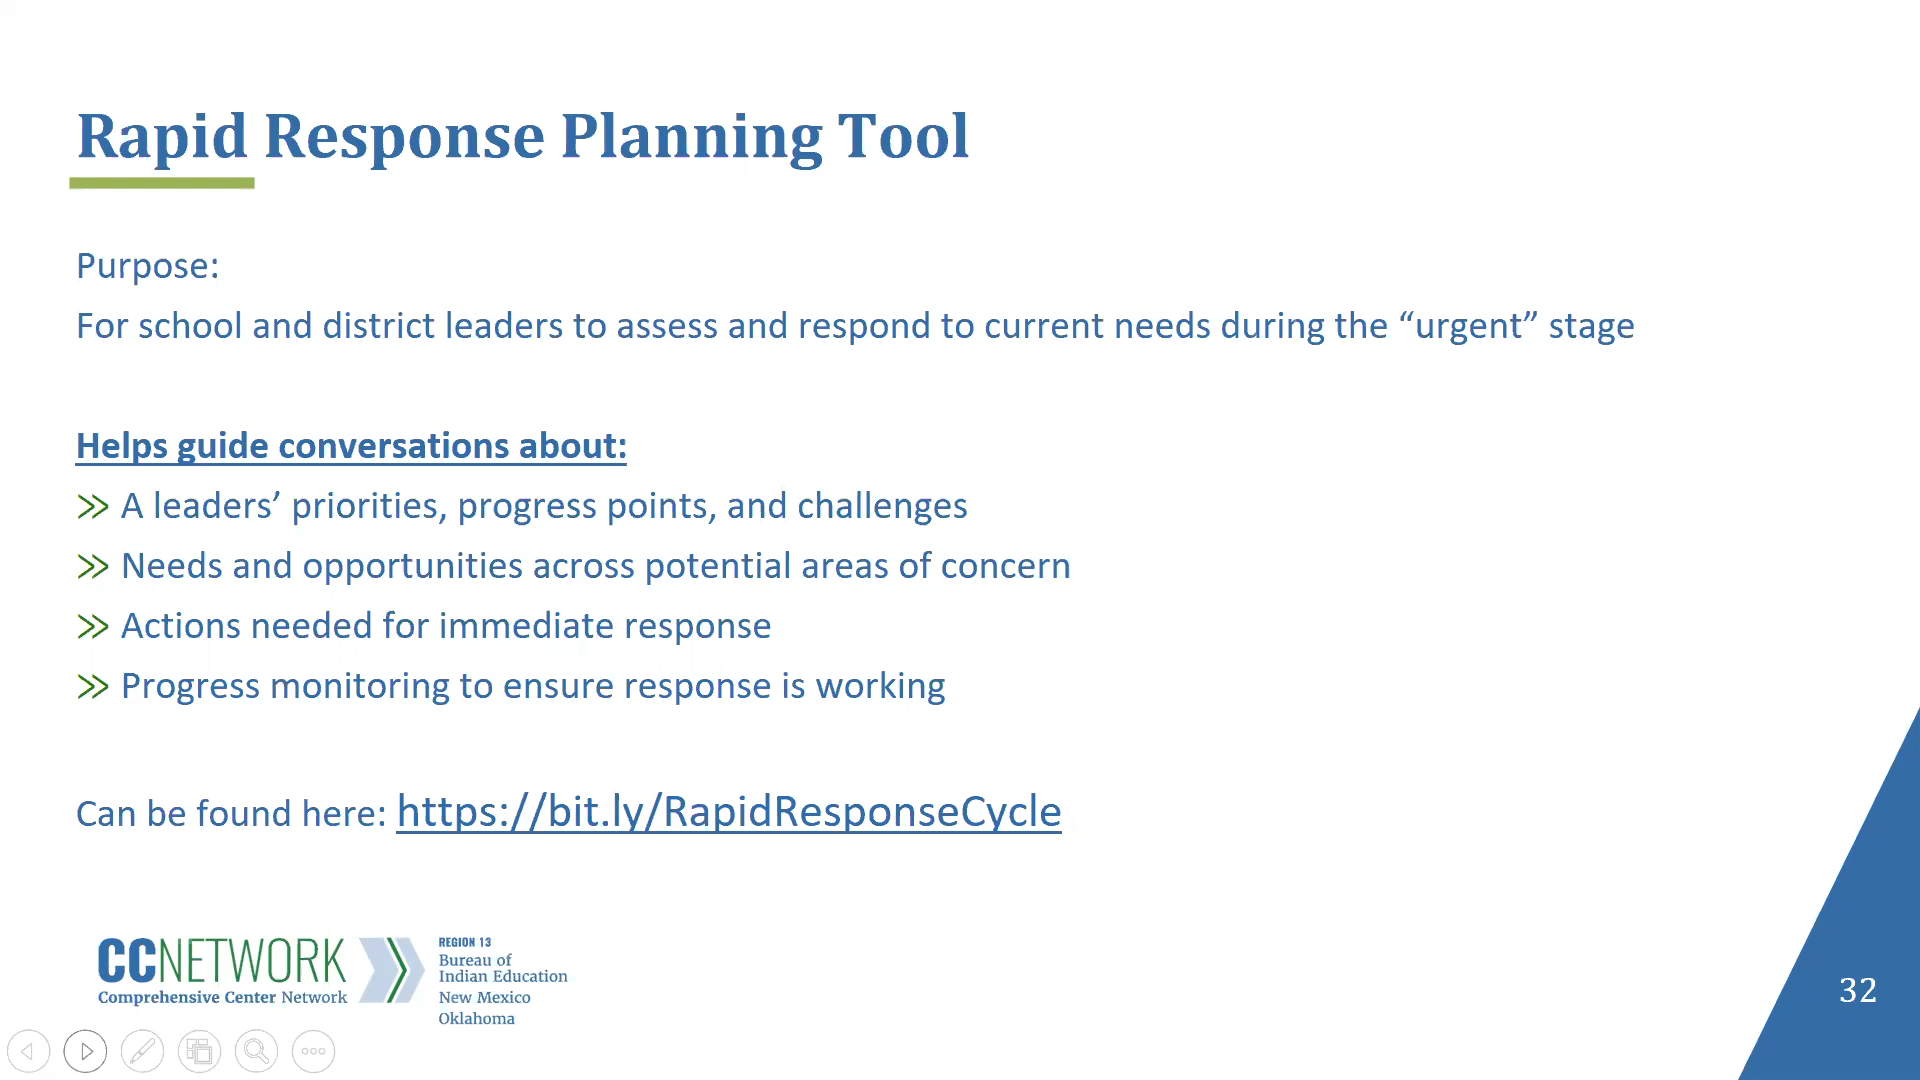 Rapid Response Planning Tool
Purpose:
For school and district leaders to assess and respond to current needs during the “urgent” stage
Helps guide conversations about:
A leaders’ priorities, progress points, and challenges
Needs and opportunities across potential areas of concern
Actions needed for immediate response
Progress monitoring to ensure response is working
Can be found here: https://bit.ly/RapidResponseCycle
CCNETWORK
Comprehensive Center Network
REGION 13
Bureau of
Indian Education
New Mexico
Oklahoma
32